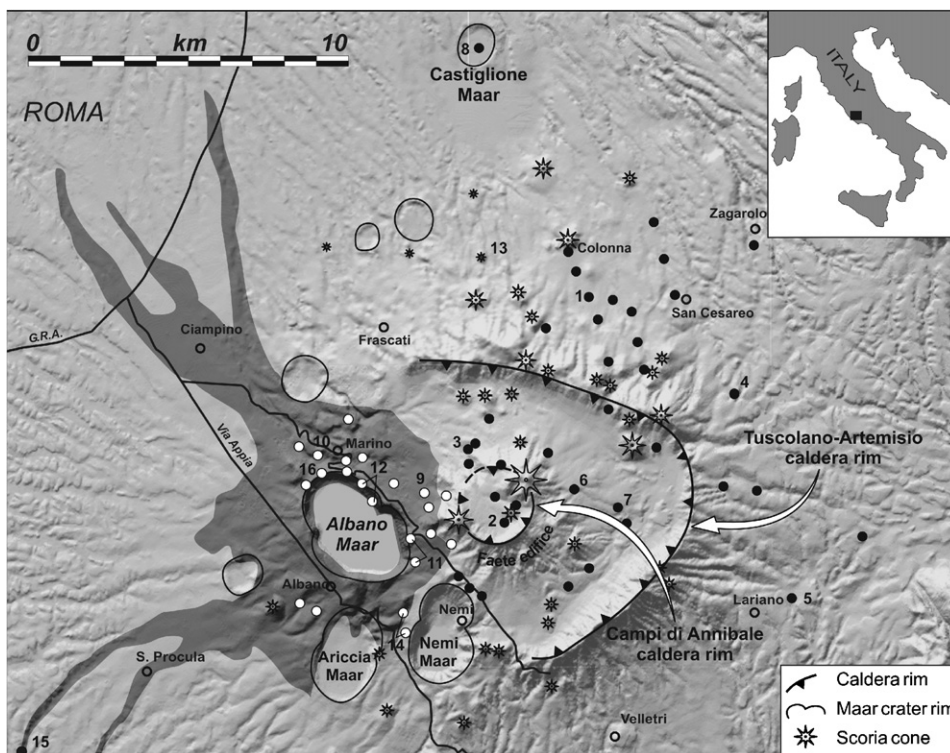 0 km 10
ROMA
8
Castiglione
Maar
ITALY
Zagarolo
13
Colonna
1
San Cesareo
G.R.A.
Ciampino
Frascati
4
Via Appia
Tuscolano-Artemisio
caldera rim
10
Marino
3
16
12
9
6
7
2
Albano
Maar
Faete edifice
11
Albano
5
Lariano
Nemi
14
Campi di Annibale
caldera rim
Ariccia
Maar
Nemi
Maar
S. Procula
Velletri
15
Caldera rim
Maar crater rim
Scoria cone